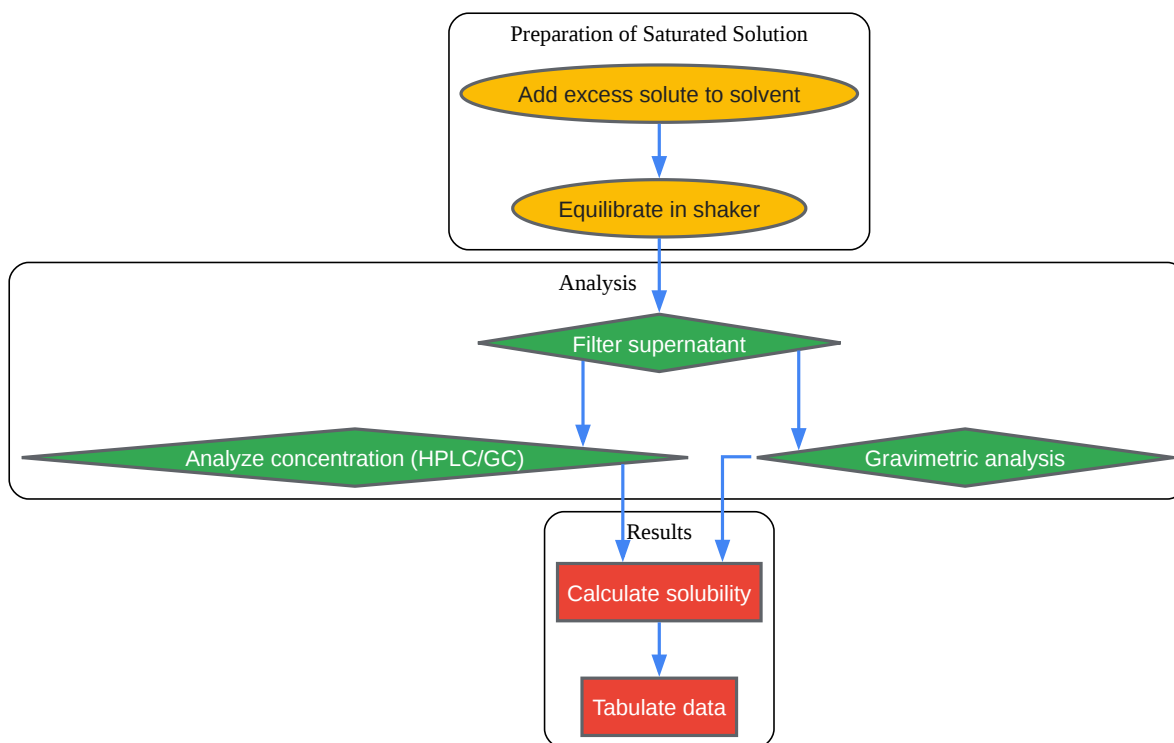 Preparation of Saturated Solution
Add excess solute to solvent
Equilibrate in shaker
Analysis
Filter supernatant
Analyze concentration (HPLC/GC)
Gravimetric analysis
Results
Calculate solubility
Tabulate data